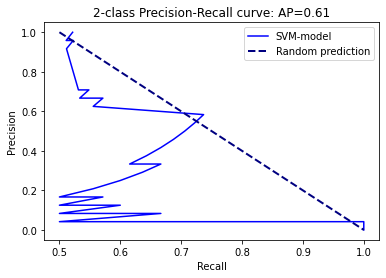 2-class Precision-Recall curve: AP=0.61
SVM-model
Random prediction
Precision
1.0
0.8
0.6
0.4
0.2
0.0
0.5 0.6 0.7 0.8 0.9 1.0
Recall